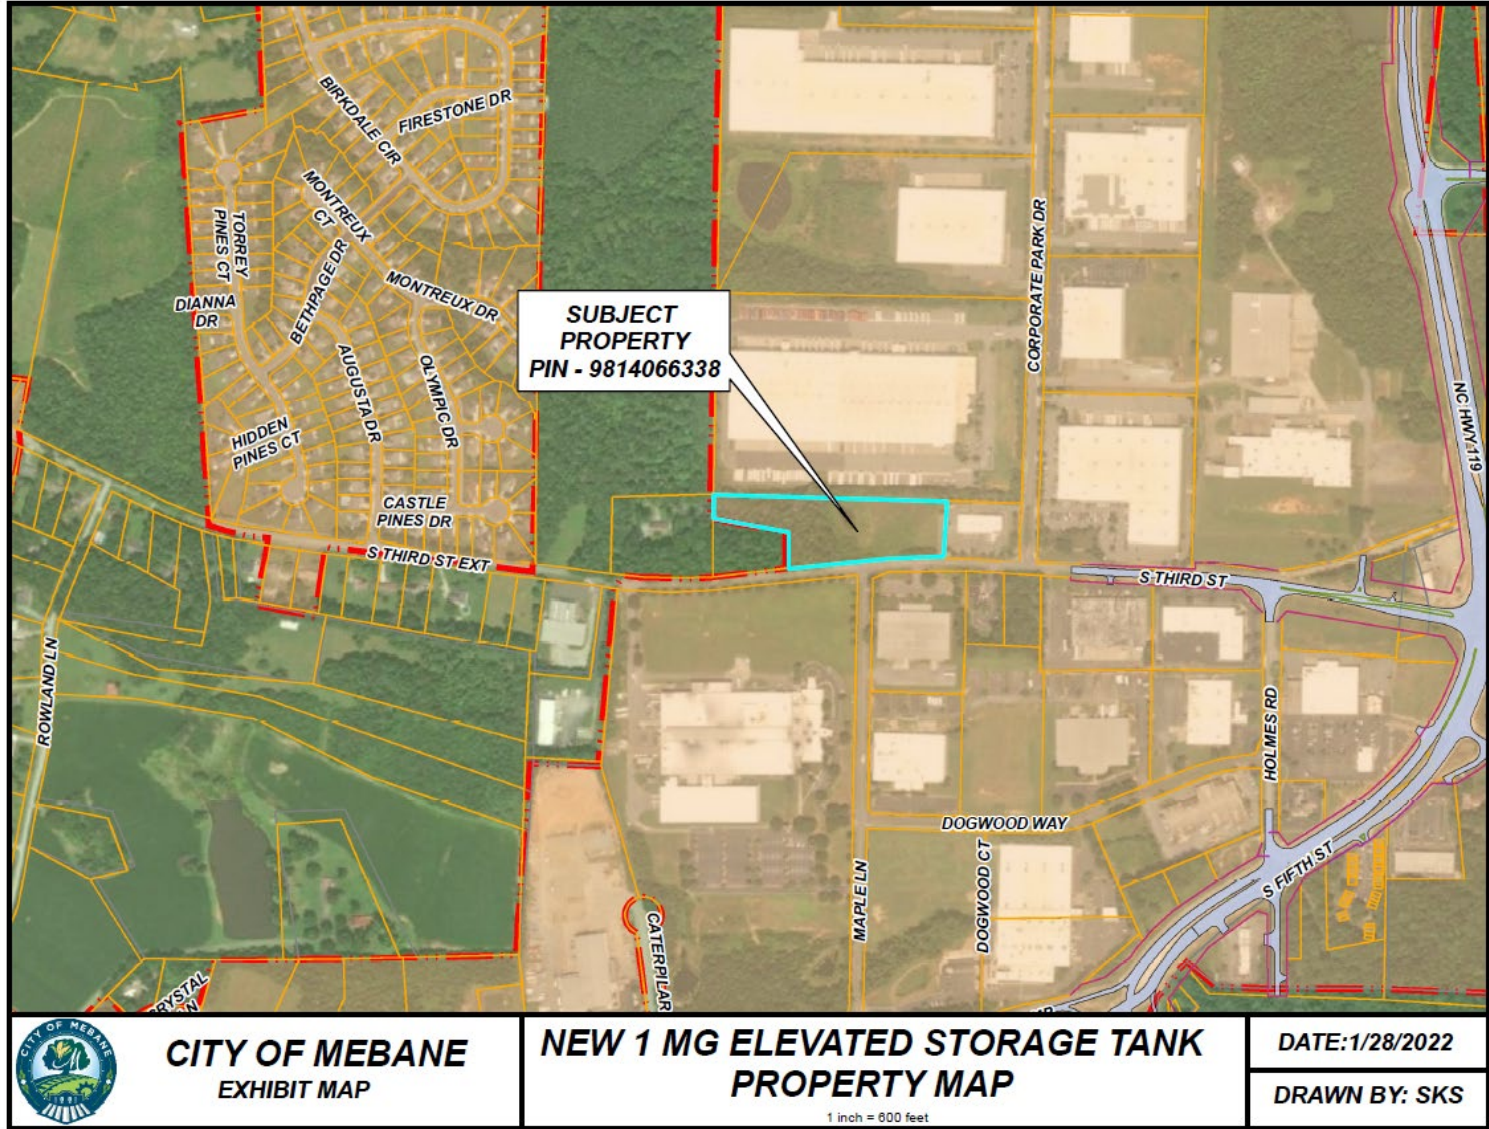 BIRKDALE CIR
FIRESTONE DR
MONTREUX
CT
TORREY
PINES CT
BETHPAGE DR
DIANNA
DR
MONTREUX DR
AUGUSTA DR
OLYMPIC DR
HIDDEN
PINES CT
CASTLE
PINES DR
S THIRD ST EXT
SUBJECT
PROPERTY
PIN - 9814066338
CORPORATE PARK DR
NC HWY 119
S THIRD ST
ROWLAND LN
HOLMES RD
DOGWOOD WAY
S FIFTH ST
MAPLE LN
DOGWOOD CT
CATERPILAR
CITY OF MEBANE
CITY OF MEBANE
EXHIBIT MAP
NEW 1 MG ELEVATED STORAGE TANK
PROPERTY MAP
1 inch = 600 feet
DATE:1/28/2022
DRAWN BY: SKS